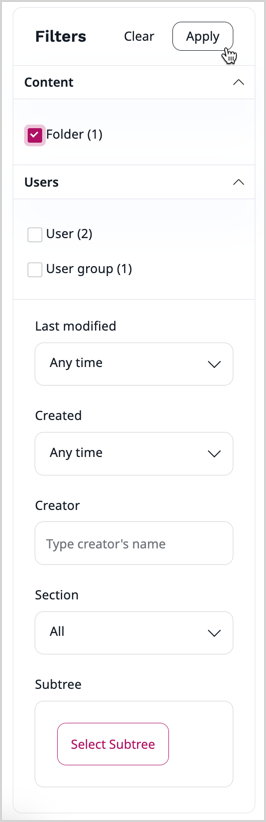 Filters Clear Apply
Content
Folder (1)
Users
User (2)
User group (1)
Last modified
Any time
Created
Any time
Creator
Type creator's name
Section
All
Subtree
Select Subtree